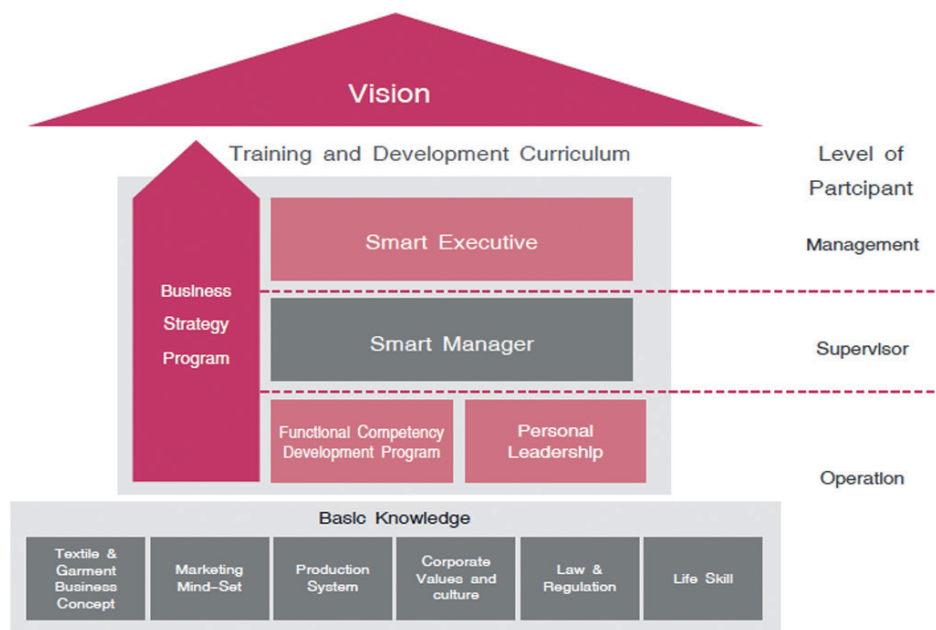 Vision
Training and Development Curriculum
Level of
Partcipant
Smart Executive
Management
Business
Strategy
Program
Smart Manager
Supervisor
Functional Competency
Development Program
Personal
Leadership
Operation
Basic Knowledge
Textile &
Garment
Business
Concept
Marketing
Mind-Set
Production
System
Corporate
Values and
culture
Law &
Regulation
Life Skill